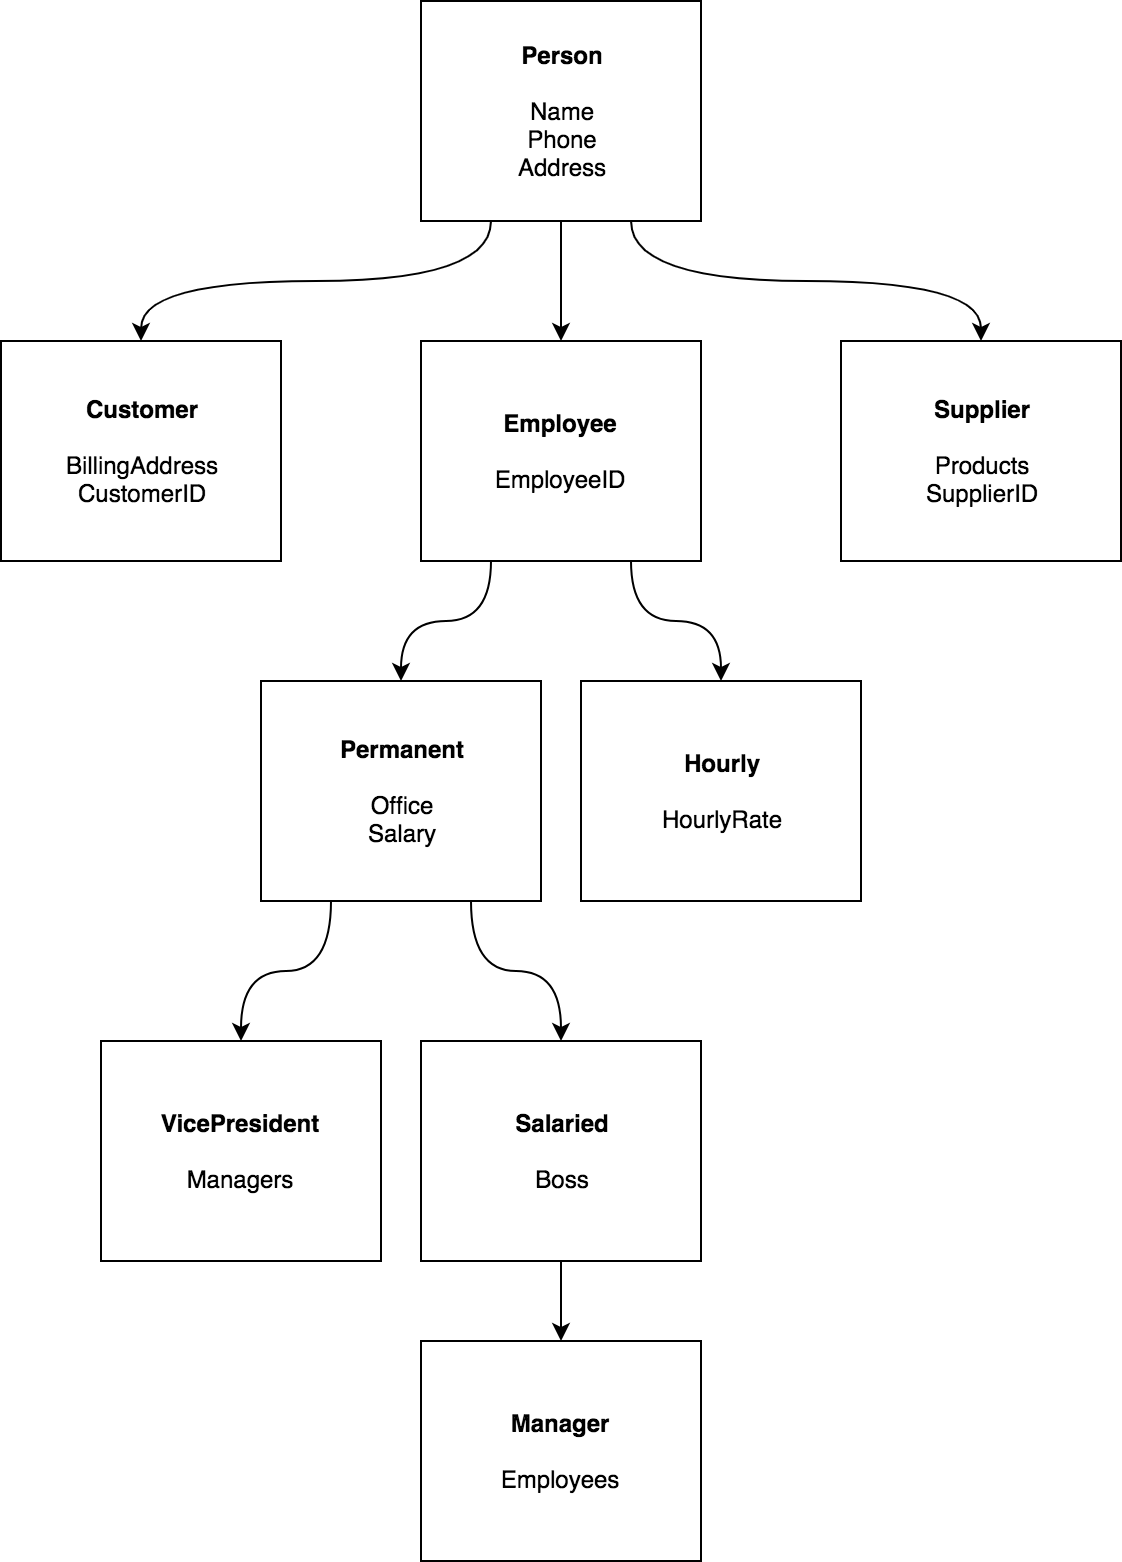 Person
Name
Phone
Address
Customer
BillingAddress
CustomerID
Employee
EmployeeID
Supplier
Products
SupplierID
Permanent
Office
Salary
Hourly
HourlyRate
VicePresident
Managers
Salaried
Boss
Manager
Employees